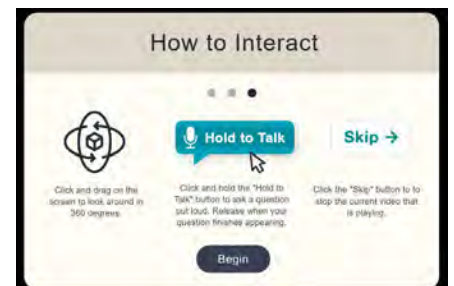 How to Interact
Hold to Talk
Skip →
Click and drag on the
screen to look around in
360 degrees.
Click and hold the "Hold to
Talk" button to ask a question
out loud. Release when your
question finishes appearing.
Click the "Skip" button to to
stop the current video that
is playing.
Begin